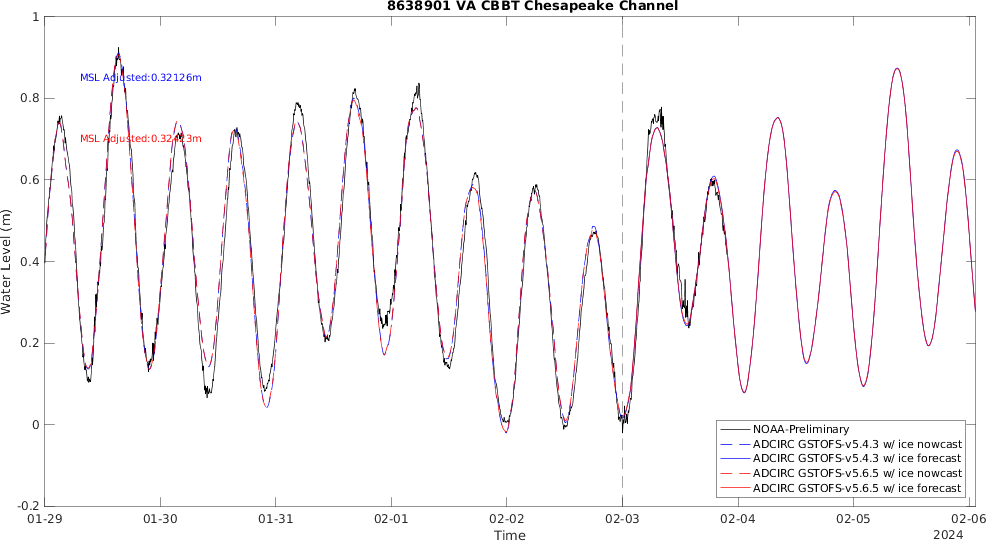 8638901 VA CBBT Chesapeake Channel
1
0.8
0.6
0.4
0.2
0
-0.2
Water Level (m)
MSL Adjusted:0.32126m
MSL
NOAA-Preliminary
ADCIRC GSTOFS-v5.4.3 w/ ice nowcast
ADCIRC GSTOFS-v5.4.3 w/ ice forecast
ADCIRC GSTOFS-v5.6.5 w/ ice nowcast
ADCIRC GSTOFS-v5.6.5 w/ ice forecast
01-29 01-30 01-31 02-01 02-02 02-03 02-04 02-05 02-06
Time
2024